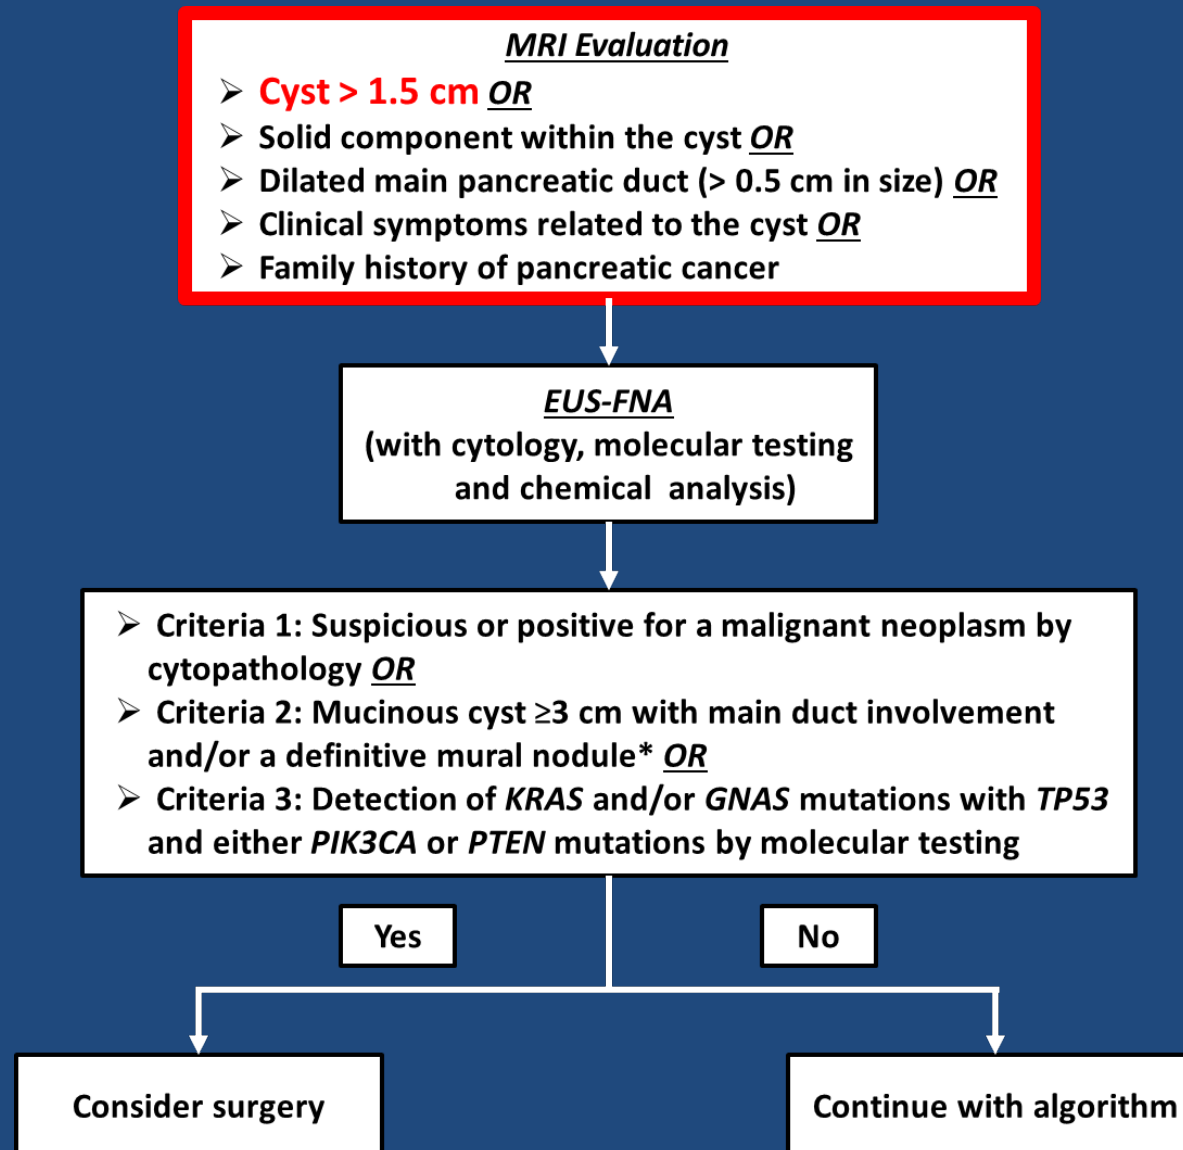 MRI Evaluation
➢ Cyst > 1.5 cm OR
➢ Solid component within the cyst OR
➢ Dilated main pancreatic duct (> 0.5 cm in size) OR
➢ Clinical symptoms related to the cyst OR
➢ Family history of pancreatic cancer
EUS-FNA
(with cytology, molecular testing
and chemical analysis)
➢ Criteria 1: Suspicious or positive for a malignant neoplasm by
cytopathology OR
➢ Criteria 2: Mucinous cyst ≥3 cm with main duct involvement
and/or a definitive mural nodule* OR
➢ Criteria 3: Detection of KRAS and/or GNAS mutations with TP53
and either PIK3CA or PTEN mutations by molecular testing
Yes
No
Consider surgery
Continue with algorithm